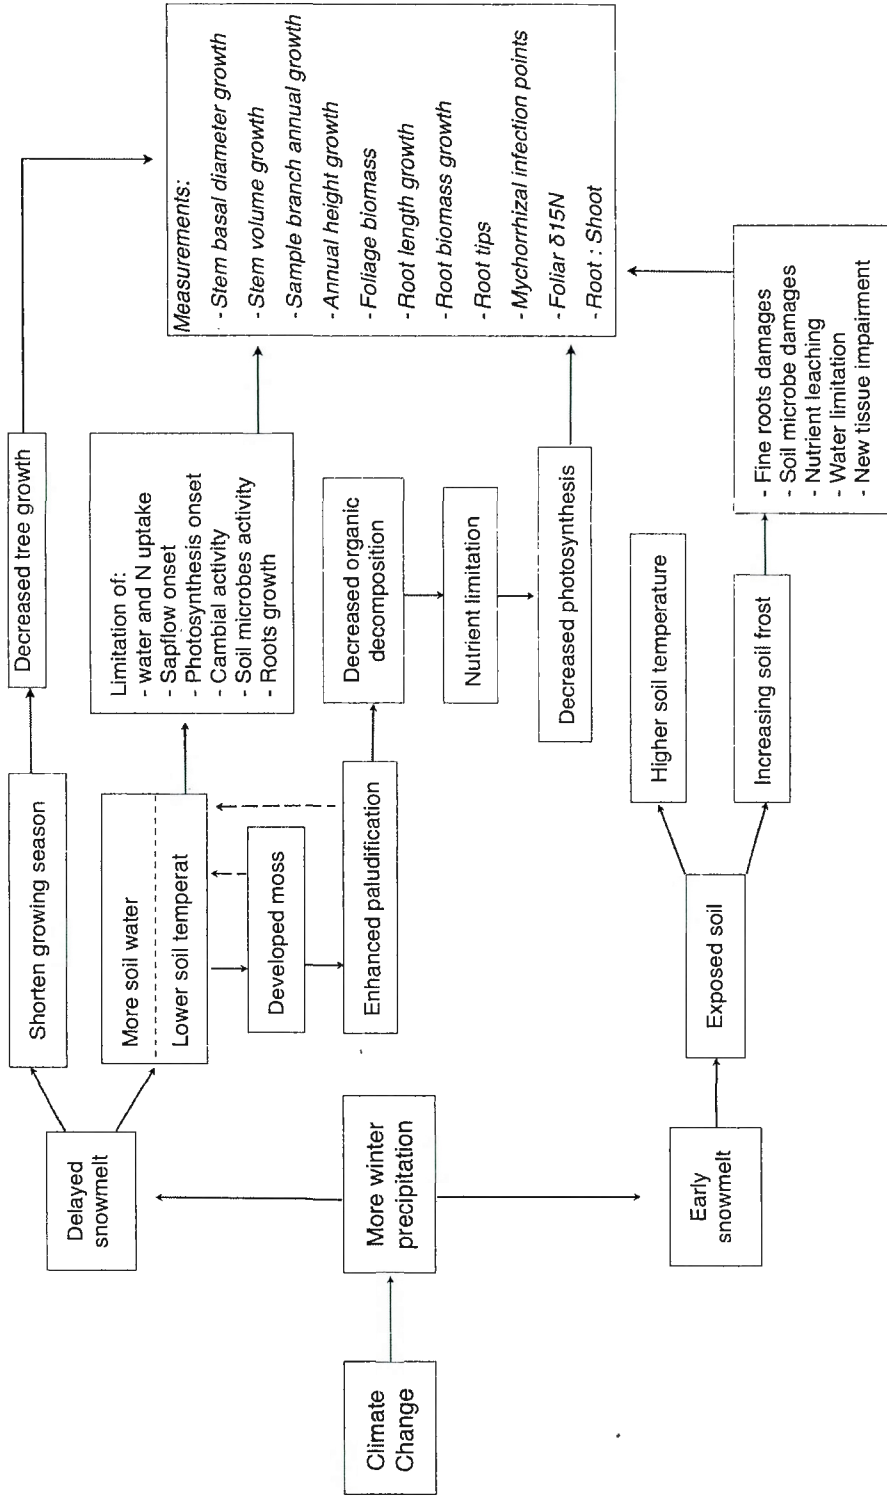 Climate
Change
More winter
precipitation
Delayed
snowmelt
Early
snowmelt
Shorten growing season
More soil water
Lower soil temperat
Developed moss
Enhanced paludification
Exposed soil
Decreased tree growth
Limitation of:
- water and N uptake
- Sapflow onset
- Photosynthesis onset
- Cambial activity
- Soil microbes activity
- Roots growth
Decreased organic
decomposition
Nutrient limitation
Decreased photosynthesis
Higher soil temperature
Increasing soil frost
- Fine roots damages
- Soil microbe damages
- Nutrient leaching
- Water limitation
- New tissue impairment
Measurements:
- Stem basal diameter growth
- Stem volume growth
- Sample branch annual growth
- Annual height growth
- Foliage biomass
- Root length growth
- Root biomass growth
- Root tips
- Mychorrhizal infection points
- Foliar δ15N
- Root : Shoot